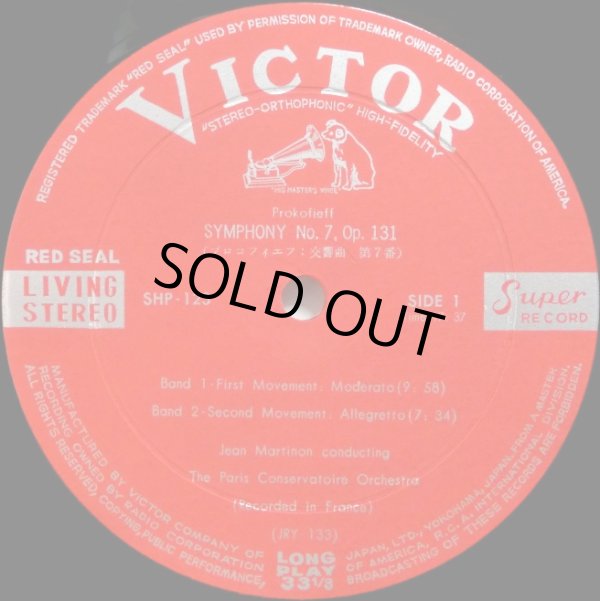 REGISTERED TRADEMARK "RED SEAL" USED BY PERMISSION OF TRADEMARK OWNER, RADIO CORPORATION OF AMERICA.
VICTOR
"STEREO-ORTHOPHONIC" HIGH-FIDELITY
"HIS MASTER'S VOICE"
Prokofieff
SYMPHONY No. 7, Op. 131
(プロコフィエフ:交響曲 第7番)
RED SEAL
LIVING
STEREO
SHP-
SIDE 1
37
Super
RECORD
SOLD OUT
Band 1-First Movement: Moderato(9: 58)
Band 2-Second Movement: Allegretto(7: 34)
Jean Martinon conducting
The Paris Conservatoire Orchestra
(Recorded in France)
(JRY 133)
LONG
PLAY
33 1/3
MANUFACTURED BY VICTOR COMPANY OF JAPAN, LTD., YOKOHAMA, JAPAN, FROM A MASTER
RECORDING OWNED BY RADIO CORPORATION OF AMERICA, R.C.A. INTERNATIONAL DIVISION.
ALL RIGHTS RESERVED, COPYING, PUBLIC PERFORMANCE, BROADCASTING OF THESE RECORDS ARE FORBIDDEN.